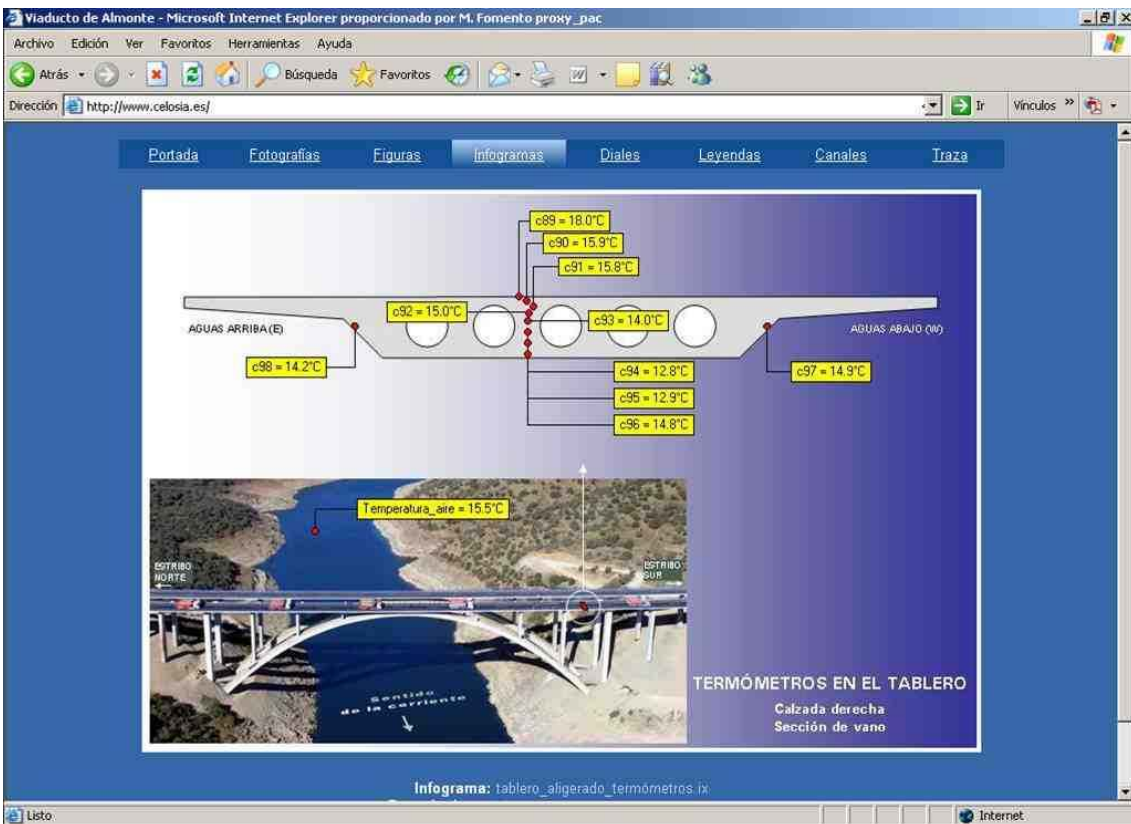 Viaducto de Almonte - Microsoft Internet Explorer proporcionado por M. Fomento proxy_pac
Archivo Edición Ver Favoritos Herramientas Ayuda
Atrás Búsqueda Favoritos
Dirección http://www.celosia.es/ Ir Vínculos »
Portada Fotografías Figuras Infogramas Diales Leyendas Canales Traza
c89 = 18.0°C
c90 = 15.9°C
c91 = 15.8°C
c92 = 15.0°C
c93 = 14.0°C
AGUAS ARRIBA (E)
AGUAS ABAJO (W)
c98 = 14.2°C
c94 = 12.8°C
c97 = 14.9°C
c95 = 12.9°C
c96 = 14.8°C
Temperatura_aire = 15.5°C
ESTRIBO
NORTE
ESTRIBO
SUR
Sentido
de la corriente
TERMÓMETROS EN EL TABLERO
Calzada derecha
Sección de vano
Infograma: tablero_aligerado_termómetros.ix
Listo
Internet